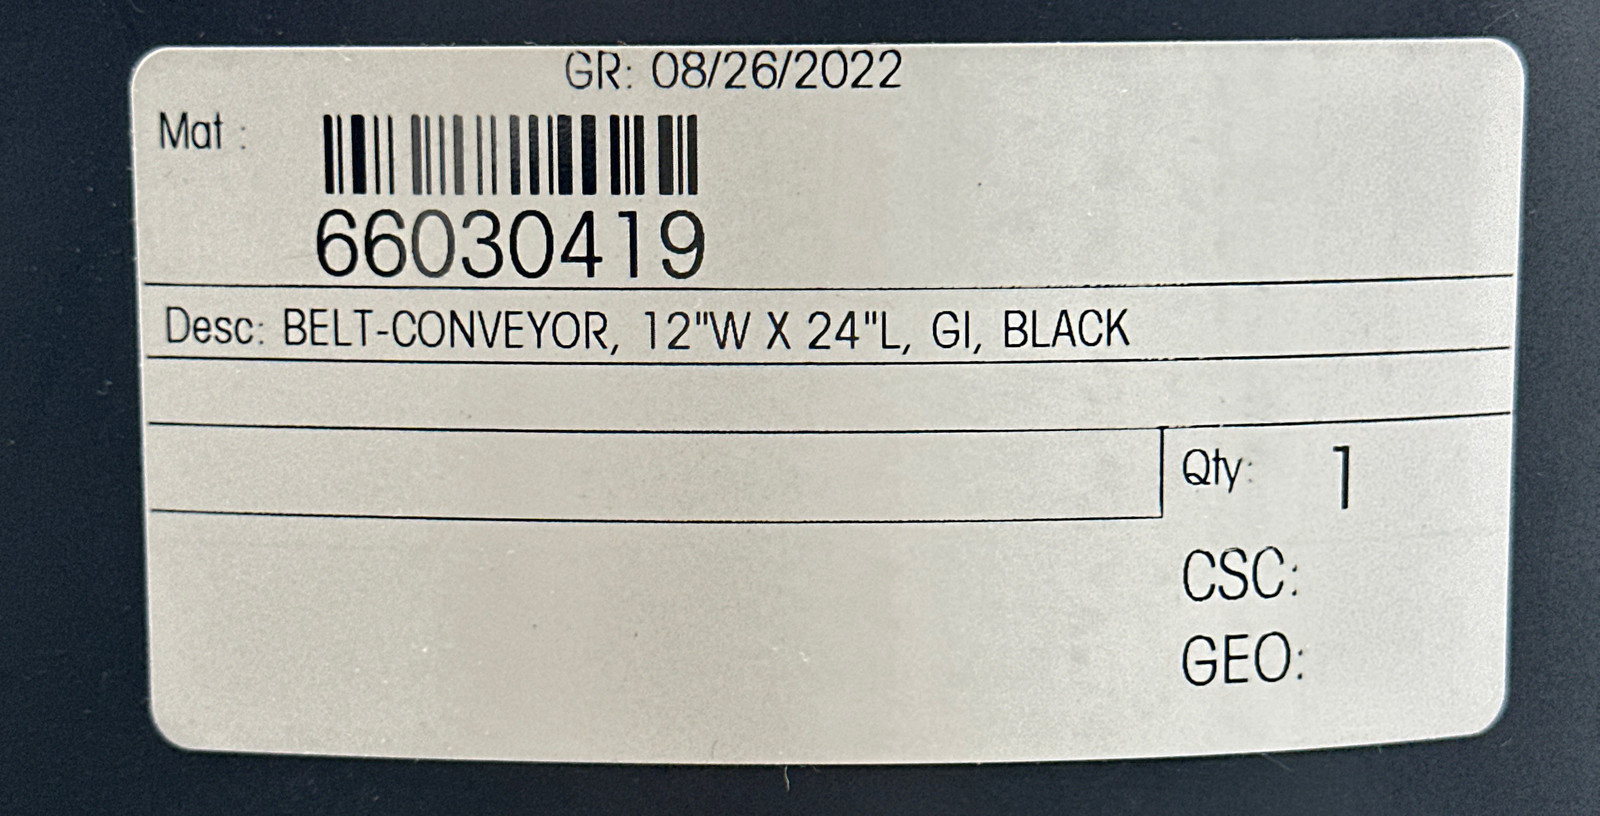 GR: 08/26/2022
Mat :
66030419
Desc: BELT-CONVEYOR, 12"W X 24"L, GI, BLACK
Qty: 1
CSC:
GEO: